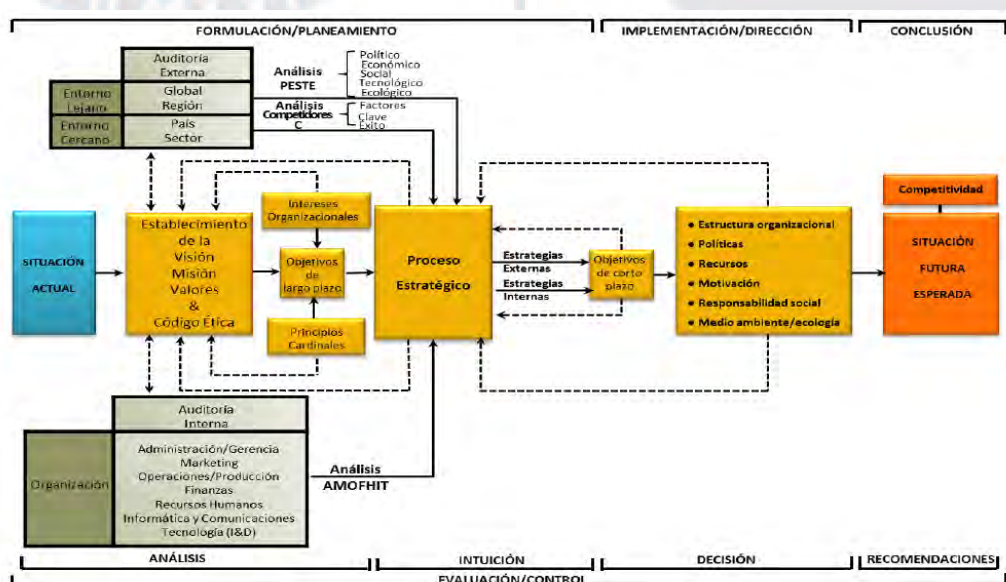 FORMULACIÓN/PLANEAMIENTO
IMPLEMENTACIÓN/DIRECCIÓN
CONCLUSIÓN
Auditoría
Externa
Entorno
Lejano
Global
Región
Entorno
Cercano
País
Sector
Análisis
PESTE
Político
Económico
Social
Tecnológico
Ecológico
Análisis
Competidores
C
Factores
Clave
Éxito
SITUACIÓN
ACTUAL
Establecimiento
de la
Visión
Misión
Valores
&
Código Ética
Intereses
Organizacionales
Objetivos
de
largo plazo
Principios
Cardinales
Proceso
Estratégico
Estrategias
Externas
Estrategias
Internas
Objetivos
de corto
plazo
• Estructura organizacional
• Políticas
• Recursos
• Motivación
• Responsabilidad social
• Medio ambiente/ecología
Competitividad
SITUACIÓN
FUTURA
ESPERADA
Auditoría
Interna
Organización
Administración/Gerencia
Marketing
Operaciones/Producción
Finanzas
Recursos Humanos
Informática y Comunicaciones
Tecnología (I&D)
Análisis
AMOFHIT
ANÁLISIS
INTUICIÓN
DECISIÓN
RECOMENDACIONES
EVALUACIÓN/CONTROL